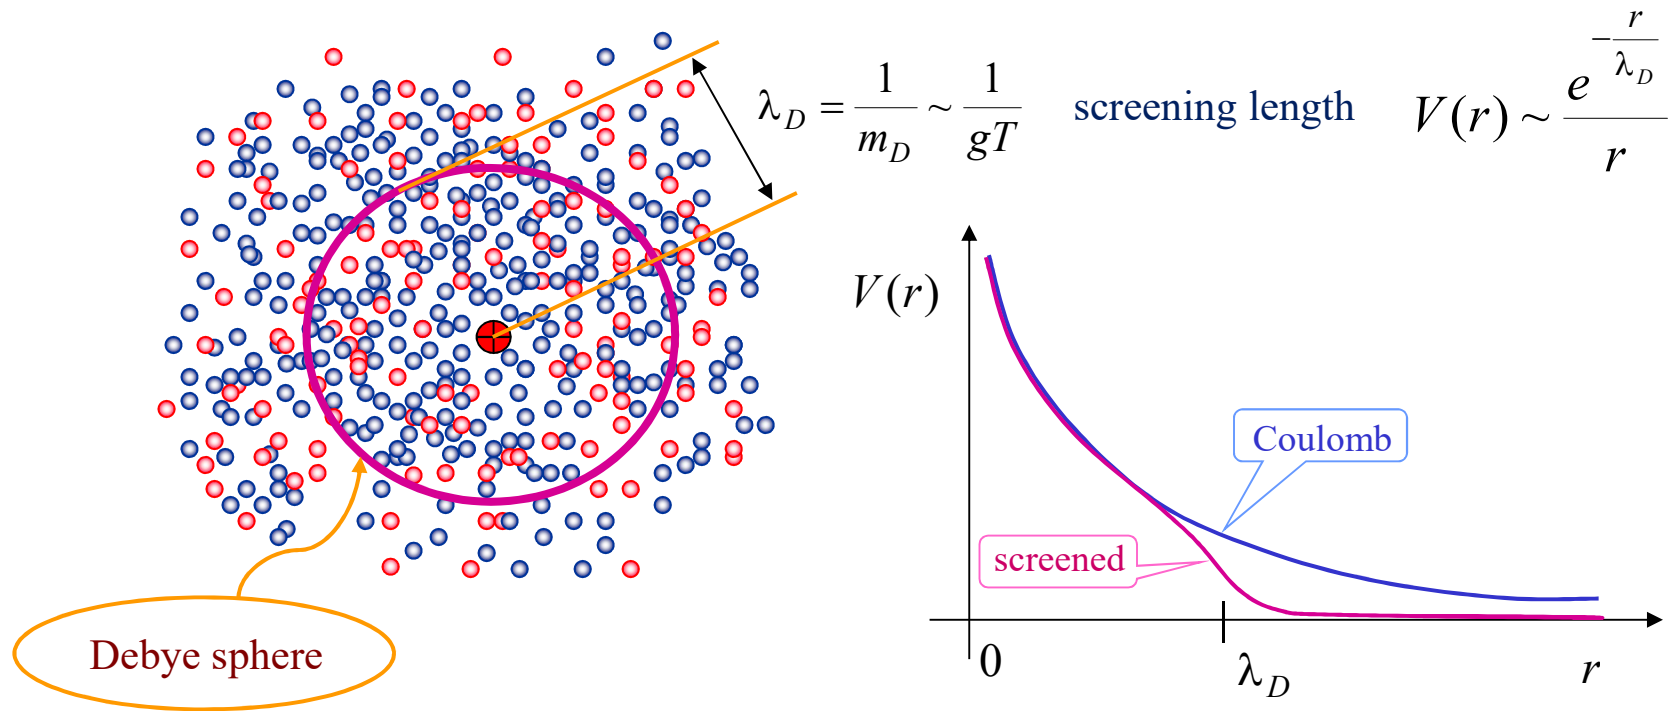 λ_D = 1/m_D ~ 1/gT screening length V(r) ~ e^{-r/λ_D}/r
V(r)
Coulomb
screened
Debye sphere
0 λ_D r